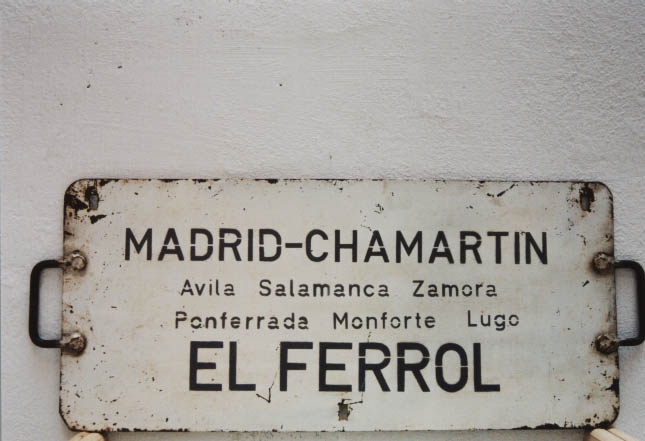 MADRID-CHAMARTIN
Avila Salamanca Zamora
Ponferrada Monforte Lugo
EL FERROL